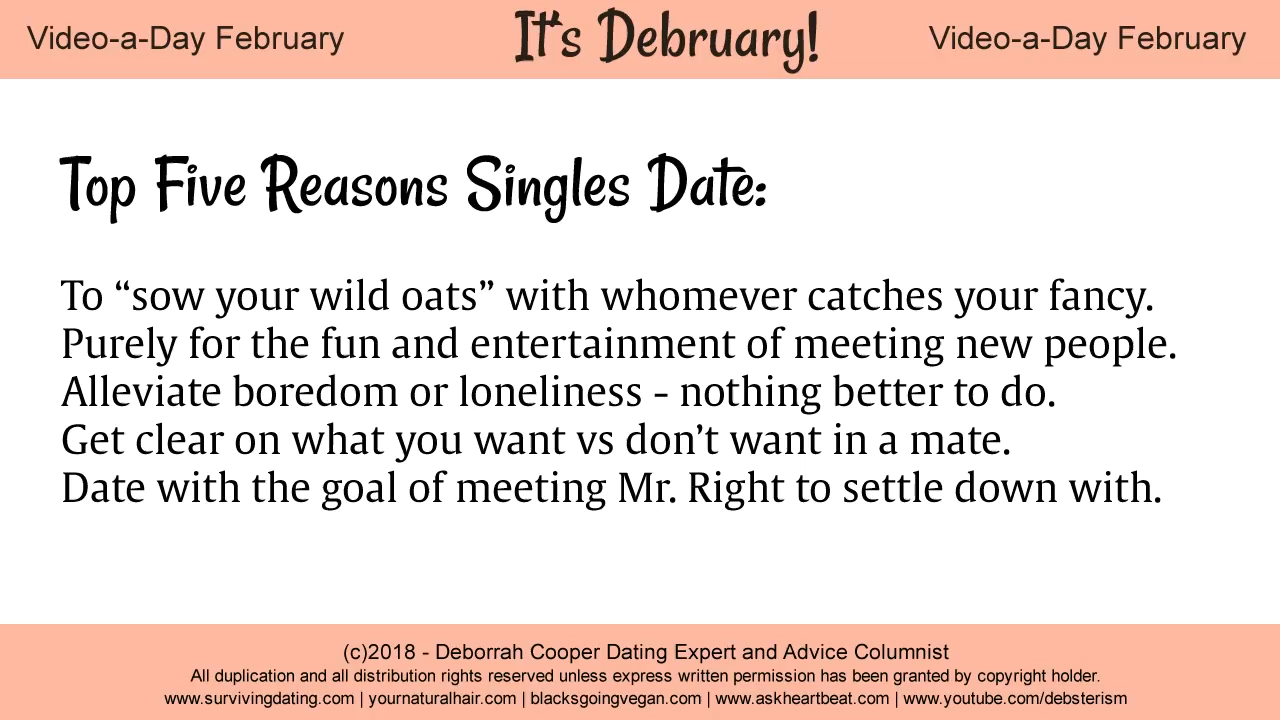 Video-a-Day February
It's Debruary!
Video-a-Day February
Top Five Reasons Singles Date:
To “sow your wild oats” with whomever catches your fancy.
Purely for the fun and entertainment of meeting new people.
Alleviate boredom or loneliness - nothing better to do.
Get clear on what you want vs don’t want in a mate.
Date with the goal of meeting Mr. Right to settle down with.
(c)2018 - Deborrah Cooper Dating Expert and Advice Columnist
All duplication and all distribution rights reserved unless express written permission has been granted by copyright holder.
www.survivingdating.com | yournaturalhair.com | blacksgoingvegan.com | www.askheartbeat.com | www.youtube.com/debsterism